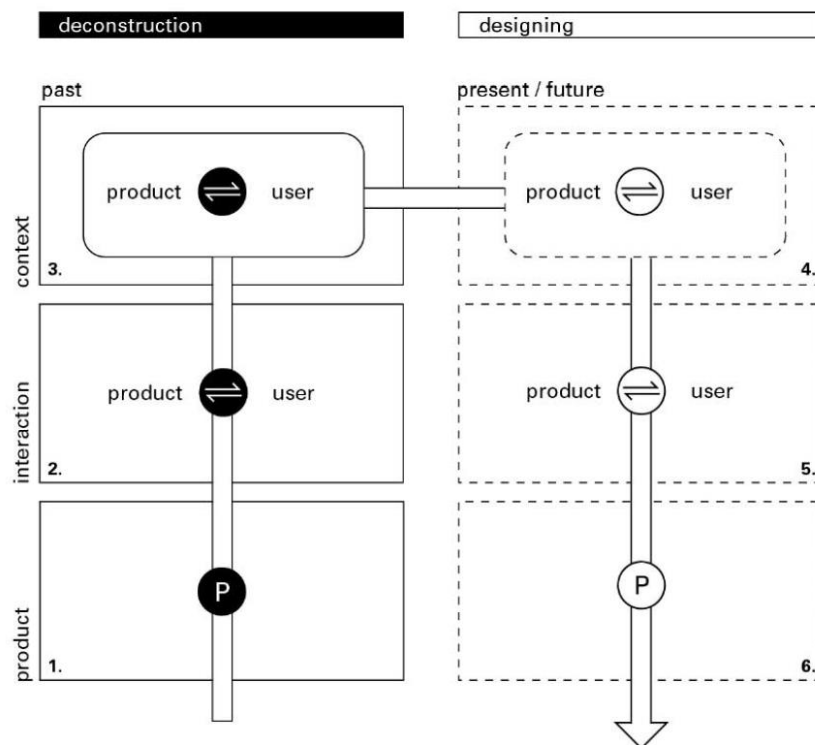 deconstruction
designing
past
present / future
context
product
user
3.
product
user
4.
interaction
product
user
2.
product
user
5.
product
P
1.
P
6.